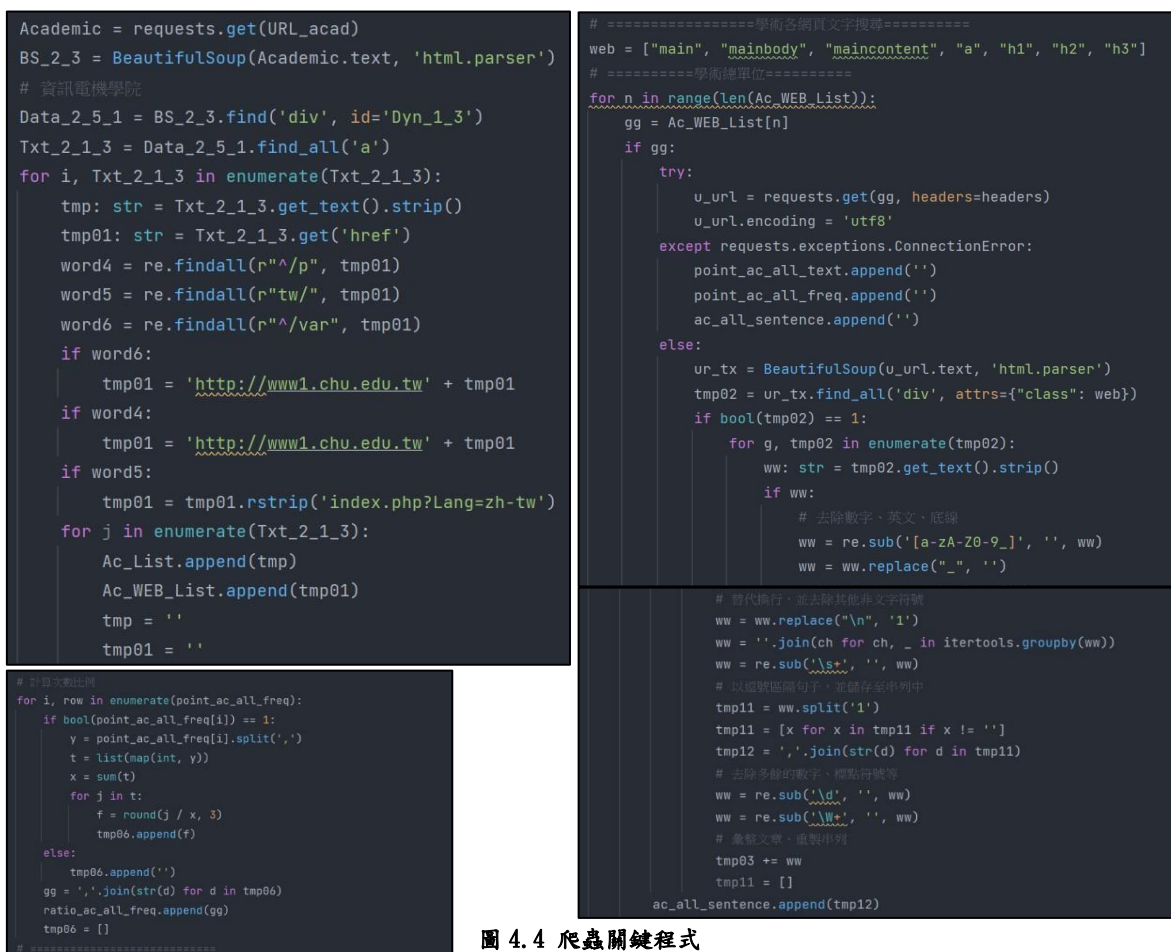 Academic = requests.get(URL_acad)
BS_2_3 = BeautifulSoup(Academic.text, 'html.parser')
# 資訊電機學院
Data_2_5_1 = BS_2_3.find('div', id='Dyn_1_3')
Txt_2_1_3 = Data_2_5_1.find_all('a')
for i, Txt_2_1_3 in enumerate(Txt_2_1_3):
    tmp: str = Txt_2_1_3.get_text().strip()
    tmp01: str = Txt_2_1_3.get('href')
    word4 = re.findall(r"^/p", tmp01)
    word5 = re.findall(r"tw/", tmp01)
    word6 = re.findall(r"^/var", tmp01)
    if word6:
        tmp01 = 'http://www1.chu.edu.tw' + tmp01
    if word4:
        tmp01 = 'http://www1.chu.edu.tw' + tmp01
    if word5:
        tmp01 = tmp01.rstrip('index.php?Lang=zh-tw')
    for j in enumerate(Txt_2_1_3):
        Ac_List.append(tmp)
        Ac_WEB_List.append(tmp01)
        tmp = ''
        tmp01 = ''
# 計算次數比例
for i, row in enumerate(point_ac_all_freq):
    if bool(point_ac_all_freq[i]) == 1:
        y = point_ac_all_freq[i].split(',')
        t = list(map(int, y))
        x = sum(t)
        for j in t:
            f = round(j / x, 3)
            tmp06.append(f)
    else:
        tmp06.append('')
    gg = ','.join(str(d) for d in tmp06)
    ratio_ac_all_freq.append(gg)
    tmp06 = []
# ===========================
# =================學術各網頁文字搜尋==========
web = ["main", "mainbody", "maincontent", "a", "h1", "h2", "h3"]
# ==========學術總單位==========
for n in range(len(Ac_WEB_List)):
    gg = Ac_WEB_List[n]
    if gg:
        try:
            u_url = requests.get(gg, headers=headers)
            u_url.encoding = 'utf8'
        except requests.exceptions.ConnectionError:
            point_ac_all_text.append('')
            point_ac_all_freq.append('')
            ac_all_sentence.append('')
        else:
            ur_tx = BeautifulSoup(u_url.text, 'html.parser')
            tmp02 = ur_tx.find_all('div', attrs={"class": web})
            if bool(tmp02) == 1:
                for g, tmp02 in enumerate(tmp02):
                    ww: str = tmp02.get_text().strip()
                    if ww:
                        # 去除數字、英文、底線
                        ww = re.sub('[a-zA-Z0-9_]', '', ww)
                        ww = ww.replace("_", '')
                        # 替代換行，並去除其他非文字符號
                        ww = ww.replace("\n", '1')
                        ww = ''.join(ch for ch, _ in itertools.groupby(ww))
                        ww = re.sub('\s+', '', ww)
                        # 以逗號區隔句子，並儲存至串列中
                        tmp11 = ww.split('1')
                        tmp11 = [x for x in tmp11 if x != '']
                        tmp12 = ','.join(str(d) for d in tmp11)
                        # 去除多餘的數字、標點符號等
                        ww = re.sub('\d', '', ww)
                        ww = re.sub('\W+', '', ww)
                        # 彙整文章，重製串列
                        tmp03 += ww
                        tmp11 = []
                ac_all_sentence.append(tmp12)
圖 4.4 爬蟲關鍵程式